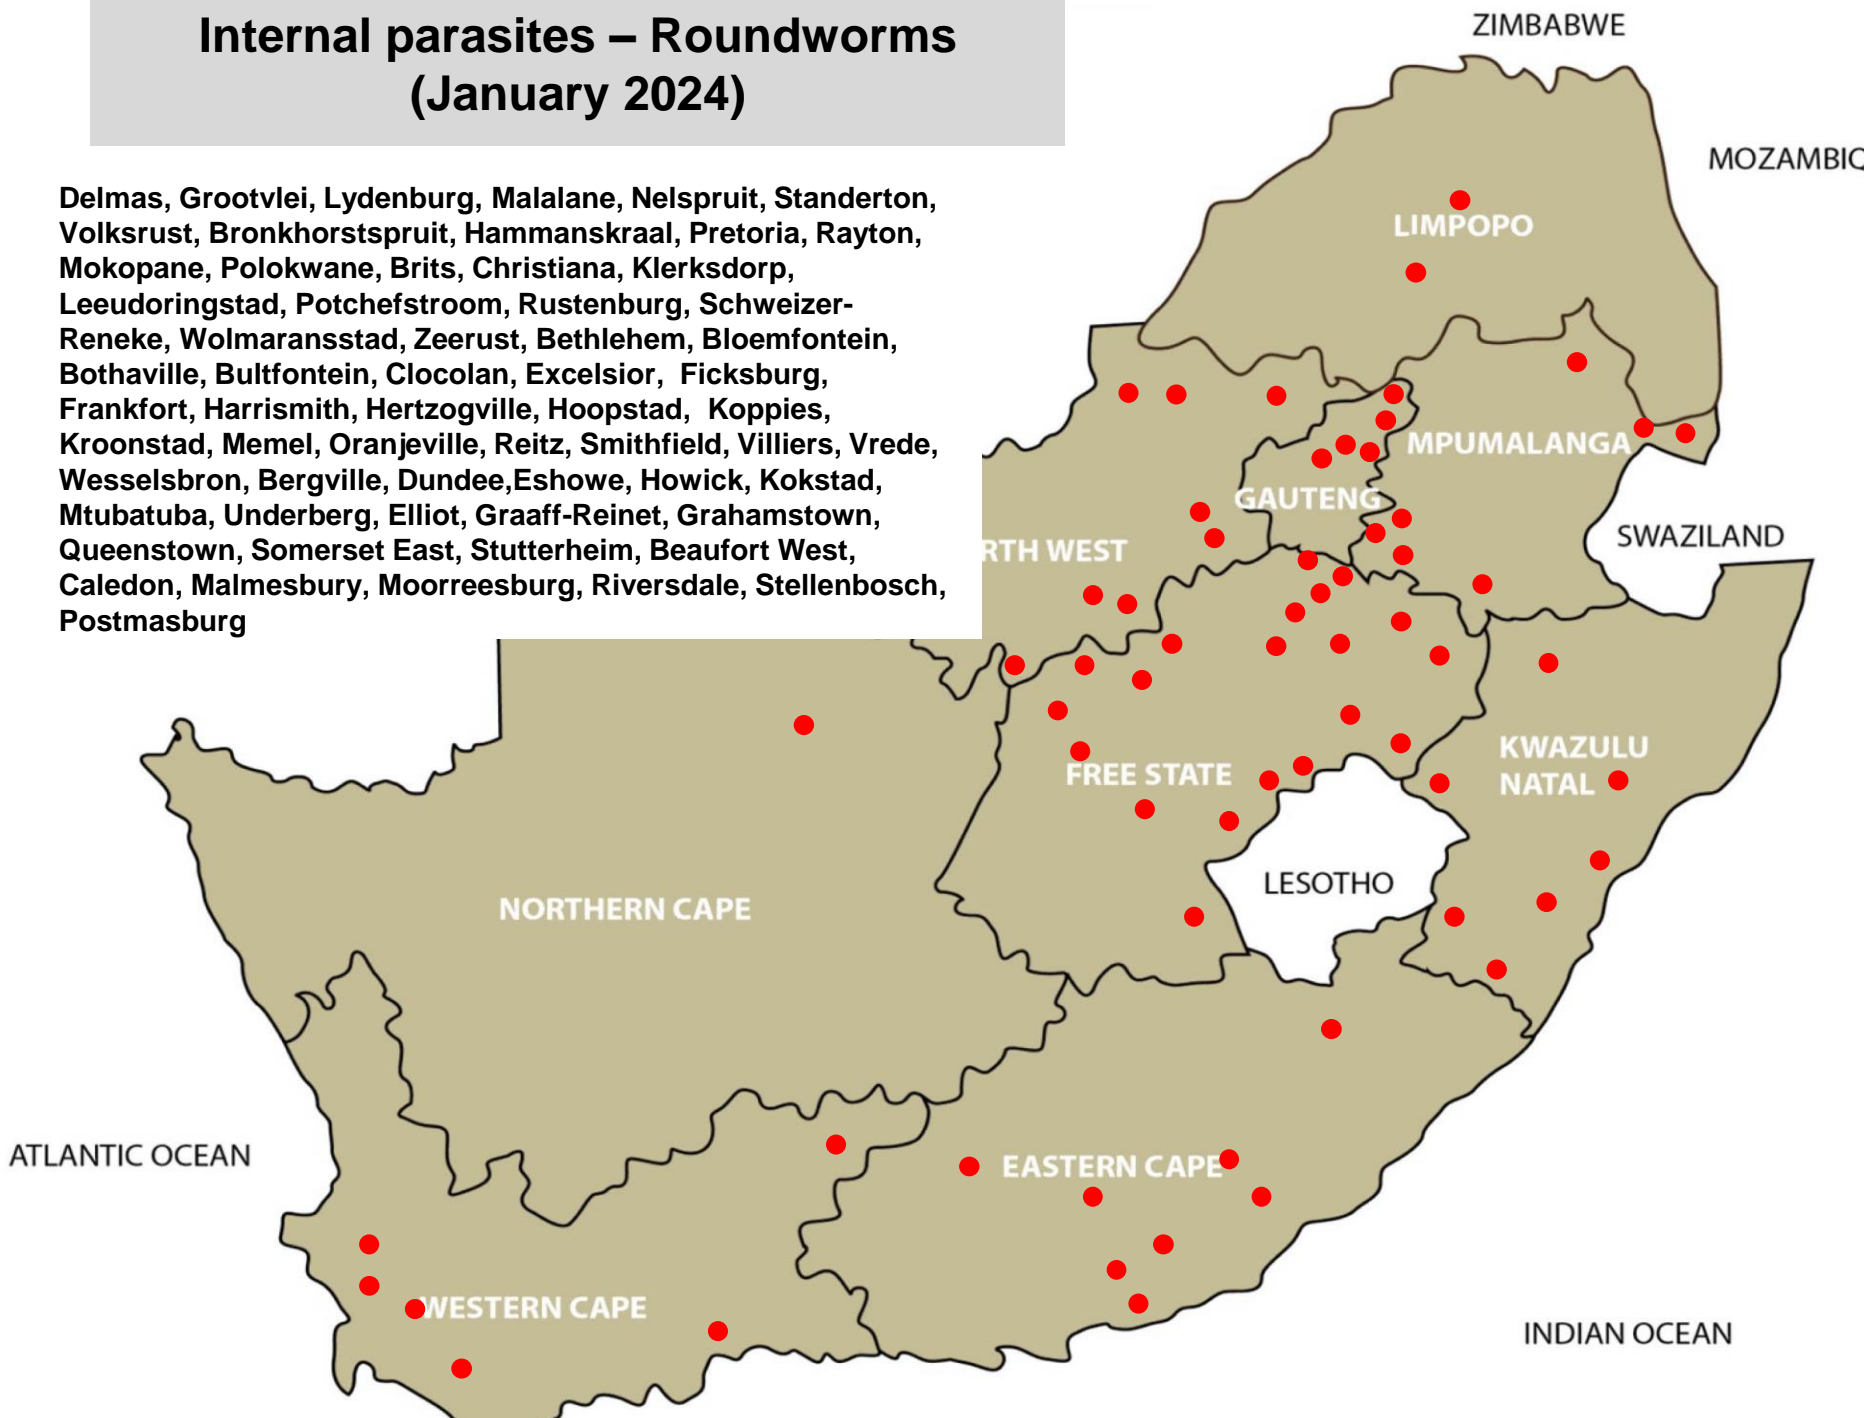 Internal parasites – Roundworms
(January 2024)
Delmas, Grootvlei, Lydenburg, Malalane, Nelspruit, Standerton,
Volksrust, Bronkhorstspruit, Hammanskraal, Pretoria, Rayton,
Mokopane, Polokwane, Brits, Christiana, Klerksdorp,
Leeudoringstad, Potchefstroom, Rustenburg, Schweizer-
Reneke, Wolmaransstad, Zeerust, Bethlehem, Bloemfontein,
Bothaville, Bultfontein, Clocolan, Excelsior, Ficksburg,
Frankfort, Harrismith, Hertzogville, Hoopstad, Koppies,
Kroonstad, Memel, Oranjeville, Reitz, Smithfield, Villiers, Vrede,
Wesselsbron, Bergville, Dundee,Eshowe, Howick, Kokstad,
Mtubatuba, Underberg, Elliot, Graaff-Reinet, Grahamstown,
Queenstown, Somerset East, Stutterheim, Beaufort West,
Caledon, Malmesbury, Moorreesburg, Riversdale, Stellenbosch,
Postmasburg
ZIMBABWE
MOZAMBIQ
LIMPOPO
MPUMALANGA
GAUTENG
SWAZILAND
RTH WEST
KWAZULU
NATAL
FREE STATE
LESOTHO
NORTHERN CAPE
ATLANTIC OCEAN
EASTERN CAPE
WESTERN CAPE
INDIAN OCEAN